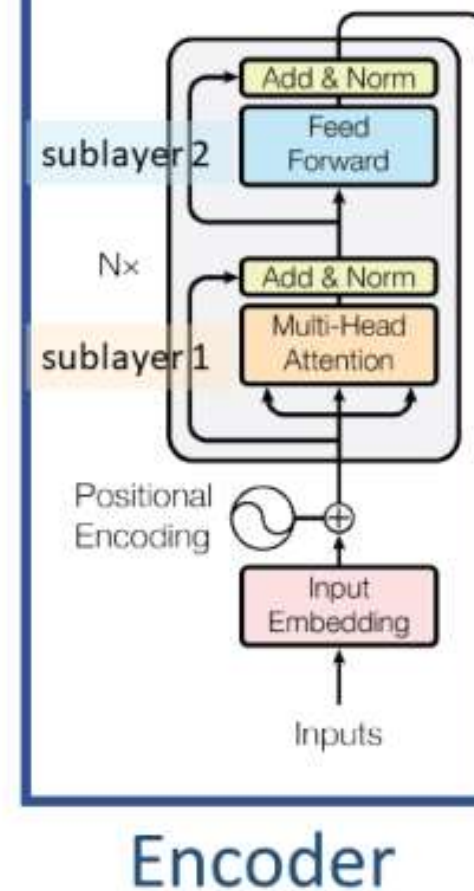 Add & Norm
Feed
Forward
sublayer 2
Nx
Add & Norm
Multi-Head
Attention
sublayer 1
Positional
Encoding
Input
Embedding
Inputs
Encoder